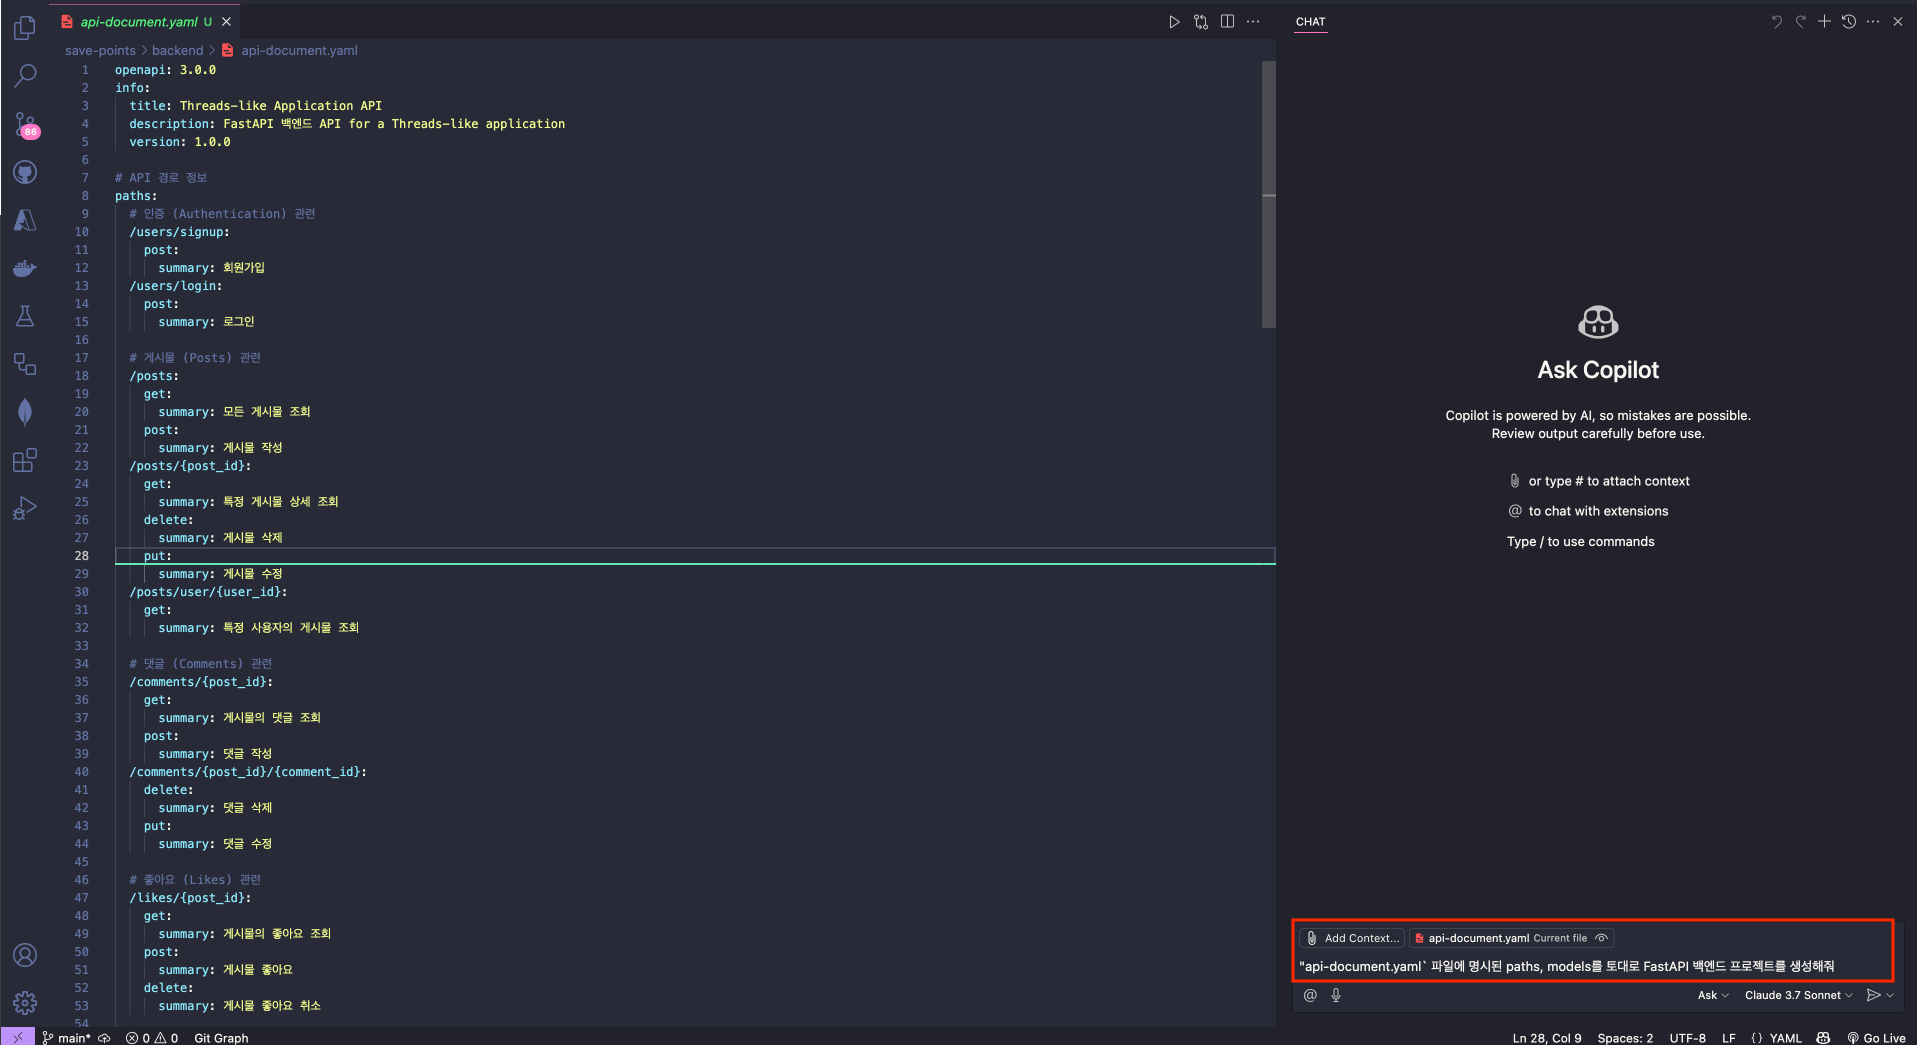 api-document.yaml U
save-points > backend > api-document.yaml
1 openapi: 3.0.0
2 info:
3 title: Threads-like Application API
4 description: FastAPI 백엔드 API for a Threads-like application
5 version: 1.0.0
6
7 # API 경로 정보
8 paths:
9 # 인증 (Authentication) 관련
10 /users/signup:
11 post:
12 summary: 회원가입
13 /users/login:
14 post:
15 summary: 로그인
16
17 # 게시물 (Posts) 관련
18 /posts:
19 get:
20 summary: 모든 게시물 조회
21 post:
22 summary: 게시물 작성
23 /posts/{post_id}:
24 get:
25 summary: 특정 게시물 상세 조회
26 delete:
27 summary: 게시물 삭제
28 put:
29 summary: 게시물 수정
30 /posts/user/{user_id}:
31 get:
32 summary: 특정 사용자의 게시물 조회
33
34 # 댓글 (Comments) 관련
35 /comments/{post_id}:
36 get:
37 summary: 게시물의 댓글 조회
38 post:
39 summary: 댓글 작성
40 /comments/{post_id}/{comment_id}:
41 delete:
42 summary: 댓글 삭제
43 put:
44 summary: 댓글 수정
45
46 # 좋아요 (Likes) 관련
47 /likes/{post_id}:
48 get:
49 summary: 게시물의 좋아요 조회
50 post:
51 summary: 게시물 좋아요
52 delete:
53 summary: 게시물 좋아요 취소
54
86
CHAT
Ask Copilot
Copilot is powered by AI, so mistakes are possible.
Review output carefully before use.
or type # to attach context
@ to chat with extensions
Type / to use commands
Add Context... api-document.yaml Current file
"api-document.yaml` 파일에 명시된 paths, models를 토대로 FastAPI 백엔드 프로젝트를 생성해줘
@ Ask Claude 3.7 Sonnet
main* 0 0 Git Graph
Ln 28, Col 9 Spaces: 2 UTF-8 LF {} YAML Go Live